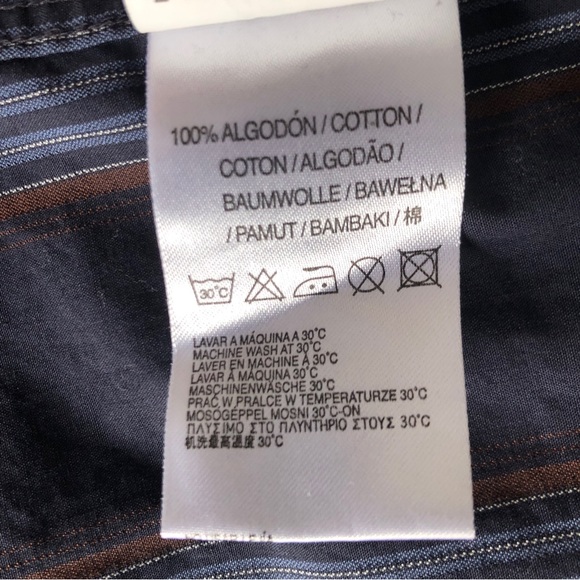 100% ALGODÓN / COTTON /
COTON / ALGODÃO /
BAUMWOLLE / BAWEŁNA
/ PAMUT / BAMBAKI / 棉
30°C
LAVAR A MÁQUINA A 30°C
MACHINE WASH AT 30°C
LAVER EN MACHINE À 30°C
LAVAR À MÁQUINA 30°C
MASCHINENWÄSCHE 30°C
PRAĆ W PRALCE W TEMPERATURZE 30°C
MOSÓGÉPPEL MOSNI 30°C-ON
ΠΛΥΣΙΜΟ ΣΤΟ ΠΛΥΝΤΗΡΙΟ ΣΤΟΥΣ 30°C
机洗最高温度 30°C